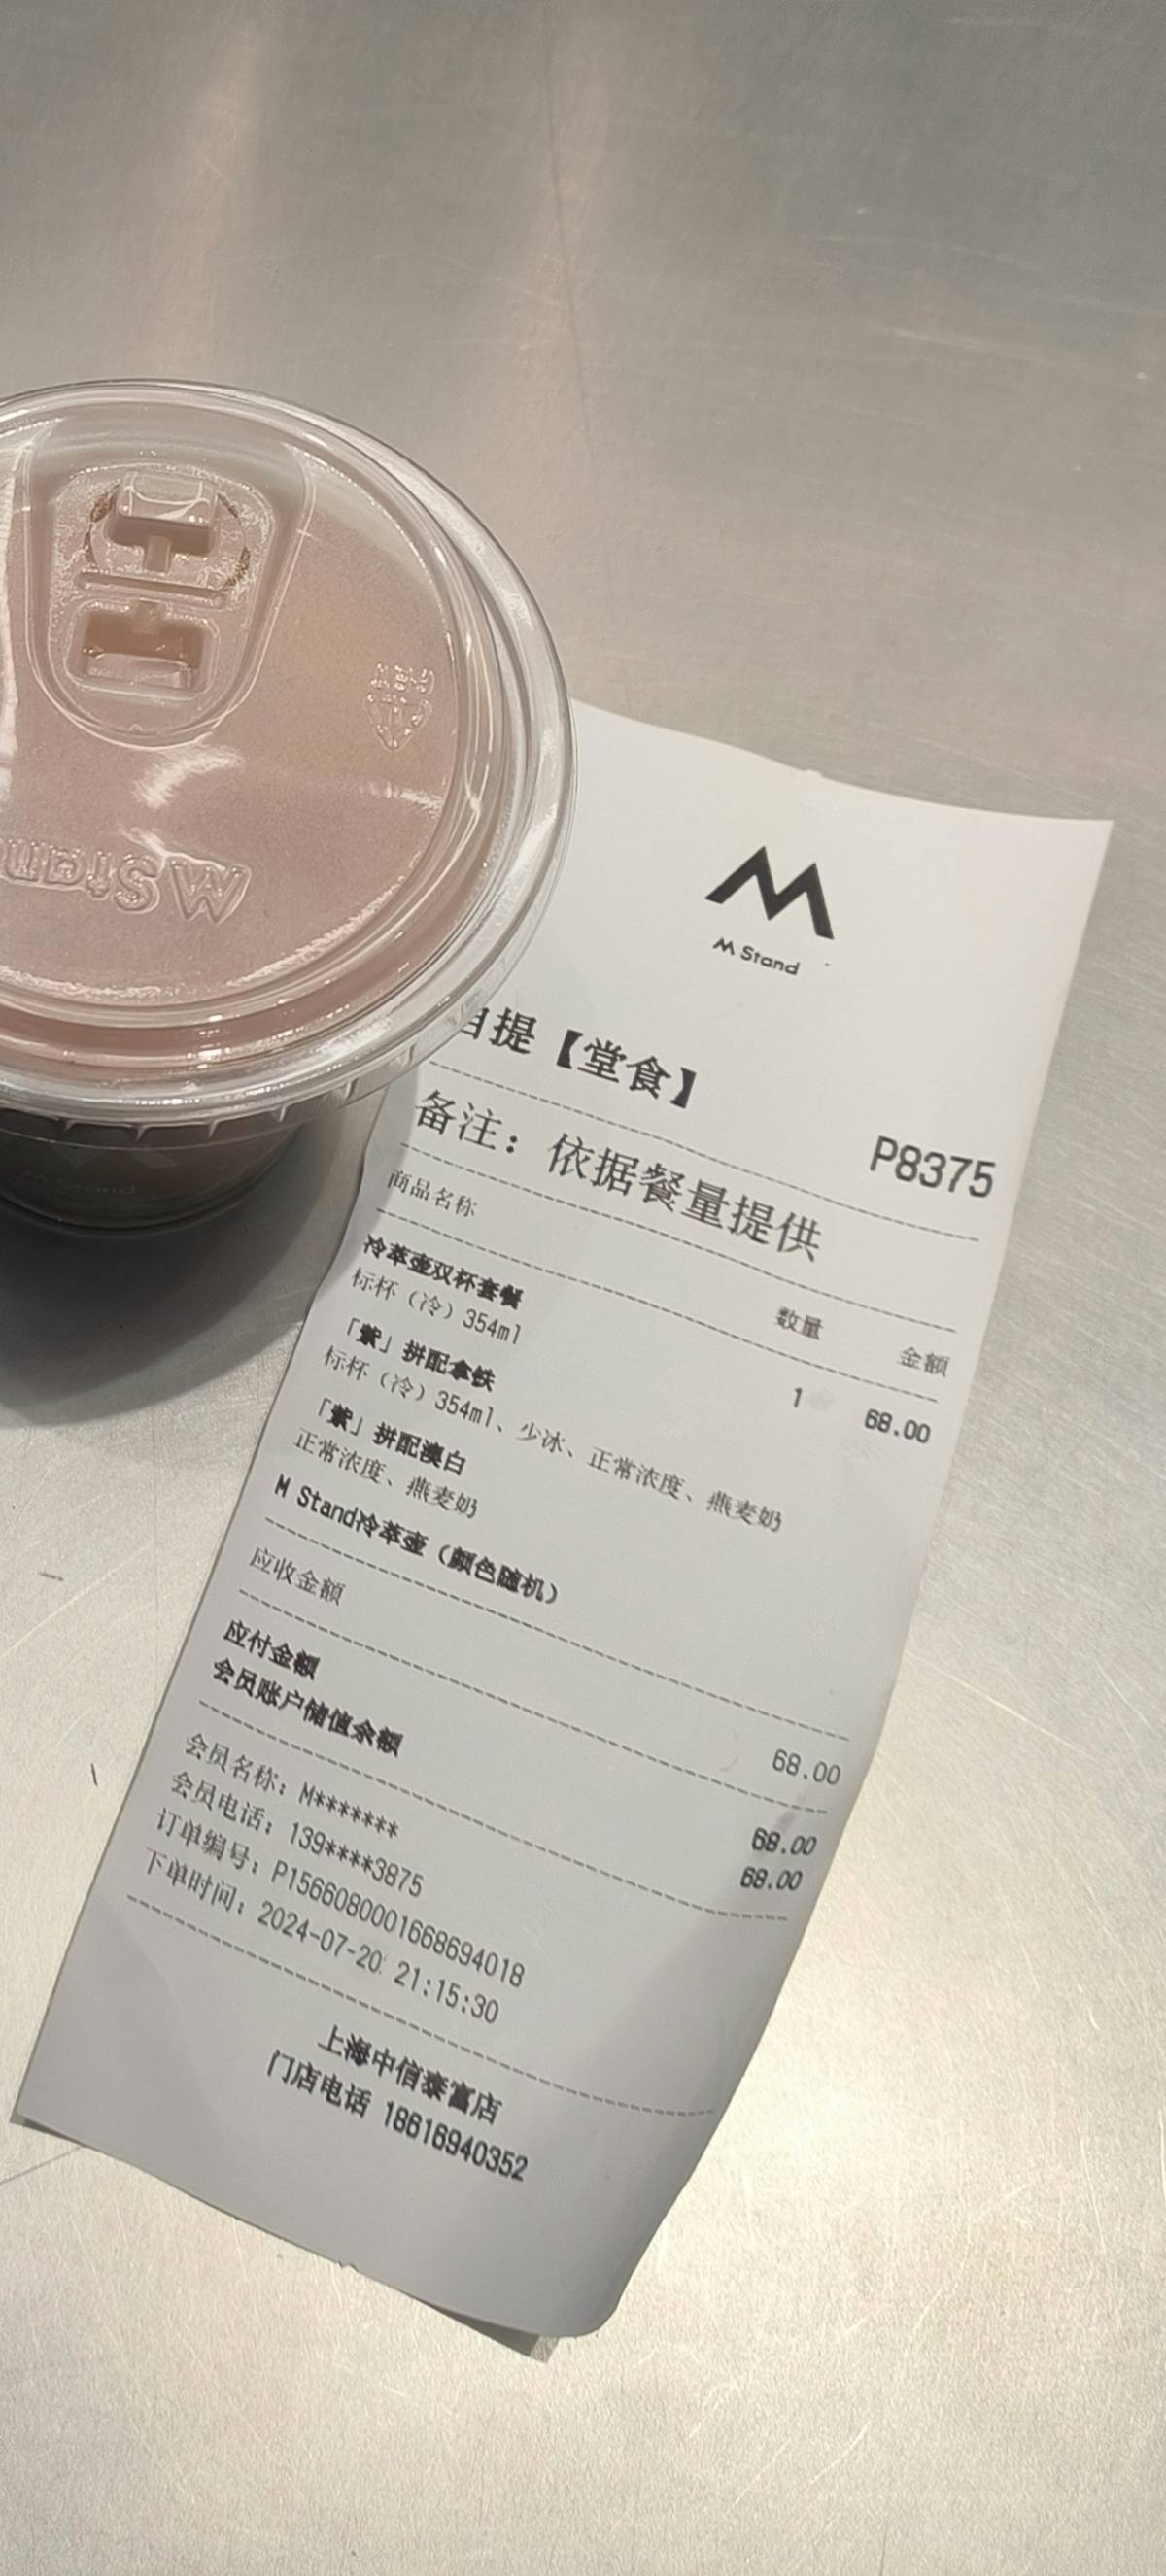 M Stan
M Stand
自提【堂食】
P8375
备注：依据餐量提供
商品名称 数量 金额
冷萃壶双杯套餐 1 68.00
标杯（冷）354ml
「紫」拼配拿铁
标杯（冷）354ml、少冰、正常浓度、燕麦奶
「紫」拼配澳白
正常浓度、燕麦奶
M Stand冷萃壶（颜色随机）
应收金额 68.00
应付金额 68.00
会员账户储值余额 68.00
会员名称：M*******
会员电话：139****3875
订单编号：P1566080001668694018
下单时间：2024-07-20 21:15:30
上海中信泰富店
门店电话 18616940352